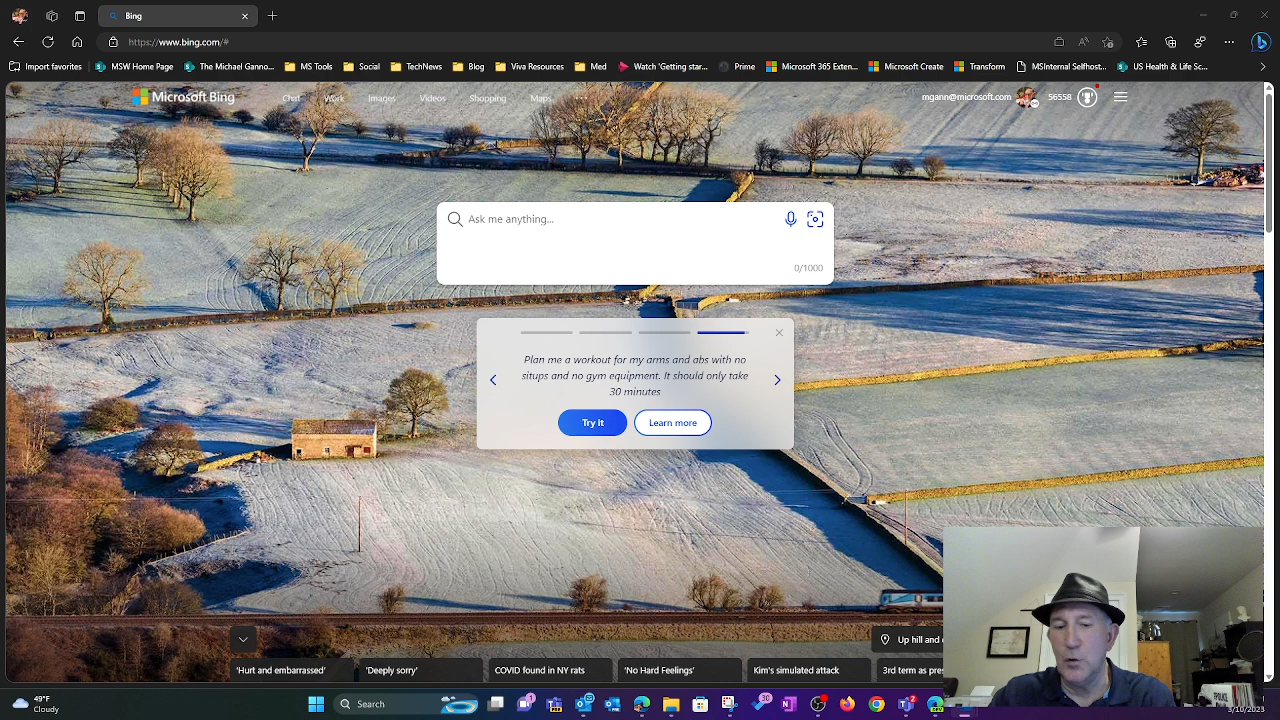 Bing
https://www.bing.com/#
Import favorites
MSW Home Page
The Michael Ganno...
MS Tools
Social
TechNews
Blog
Viva Resources
Med
Watch 'Getting star...
Prime
Microsoft 365 Exten...
Microsoft Create
Transform
MSInternal Selfhost...
US Health & Life Sc...
Microsoft Bing
Chat
Work
Images
Videos
Shopping
Maps
mgann@microsoft.com
56558
Ask me anything...
0/1000
Plan me a workout for my arms and abs with no
situps and no gym equipment. It should only take
30 minutes
Try it
Learn more
Up hill and
'Hurt and embarrassed'
'Deeply sorry'
COVID found in NY rats
'No Hard Feelings'
Kim's simulated attack
3rd term as pres
49°F
Cloudy
Search
1
30
2
3/10/2023